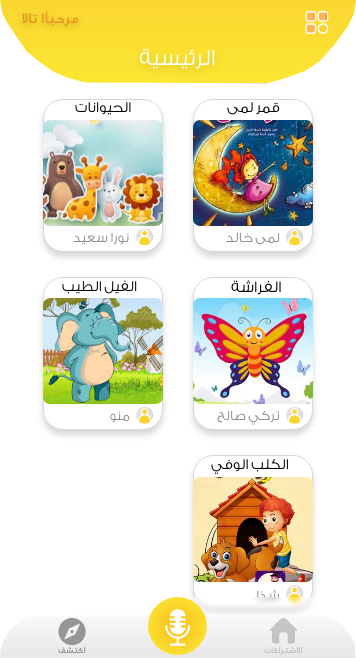 مرحباً تالا
الرئيسية
قمر لمى
لمى خالد
الحيوانات
نورا سعيد
الفراشة
تركي صالح
الفيل الطيب
منو
الكلب الوفي
شذا
الاشتراكات
اكتشف